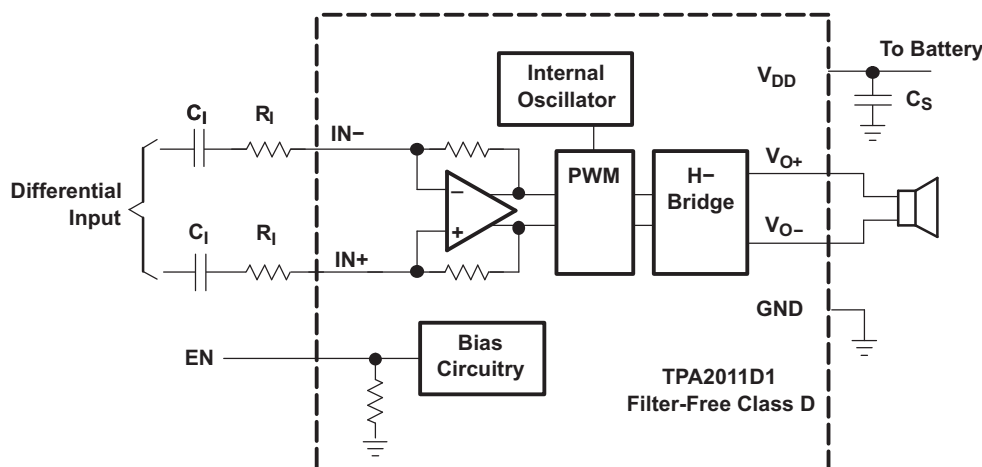 To Battery
Internal
Oscillator
VDD
CS
CI
RI
IN−
Differential
Input
PWM
H−
Bridge
VO+
VO−
CI
RI
IN+
GND
EN
Bias
Circuitry
TPA2011D1
Filter-Free Class D
−
+